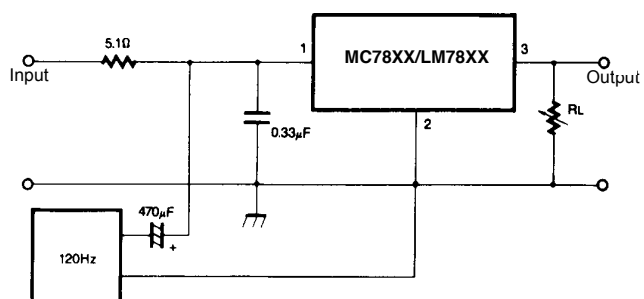 5.1Ω
Input
1
MC78XX/LM78XX
3
Output
2
0.33μF
RL
470μF
+
120Hz